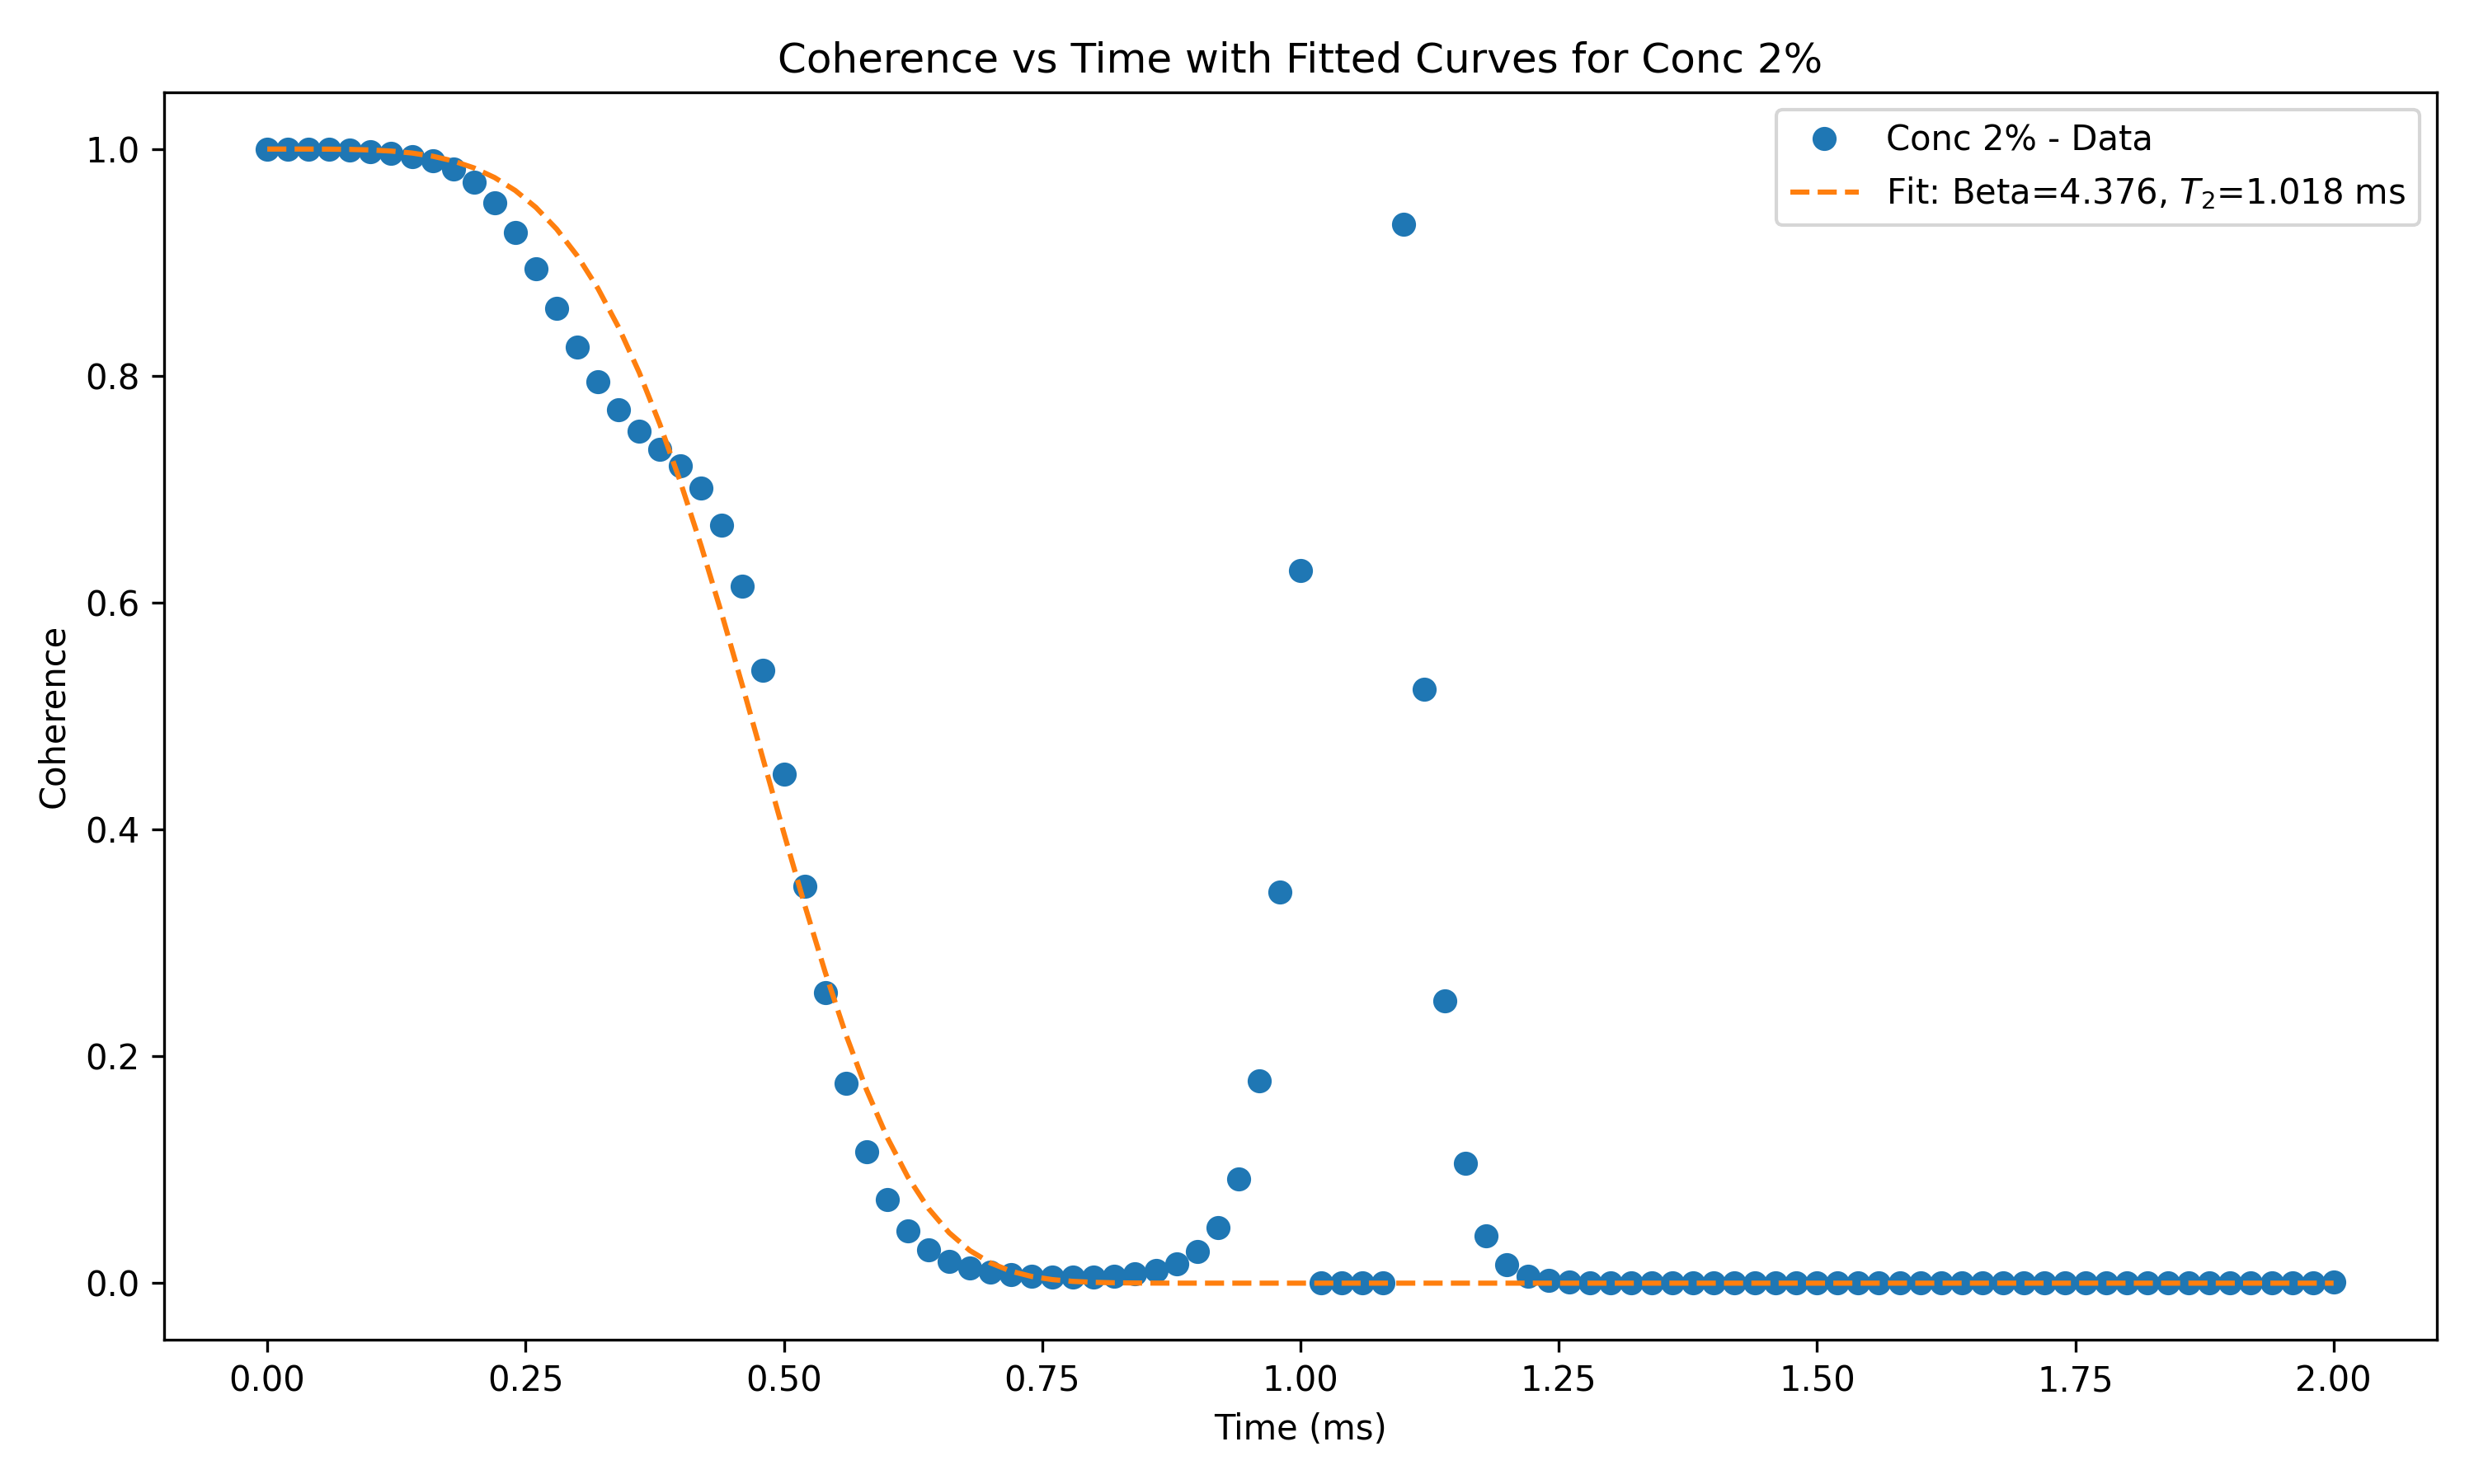 Coherence vs Time with Fitted Curves for Conc 2%
Conc 2% - Data
Fit: Beta=4.376, T₂=1.018 ms
1.0
0.8
0.6
0.4
0.2
0.0
Coherence
0.00 0.25 0.50 0.75 1.00 1.25 1.50 1.75 2.00
Time (ms)